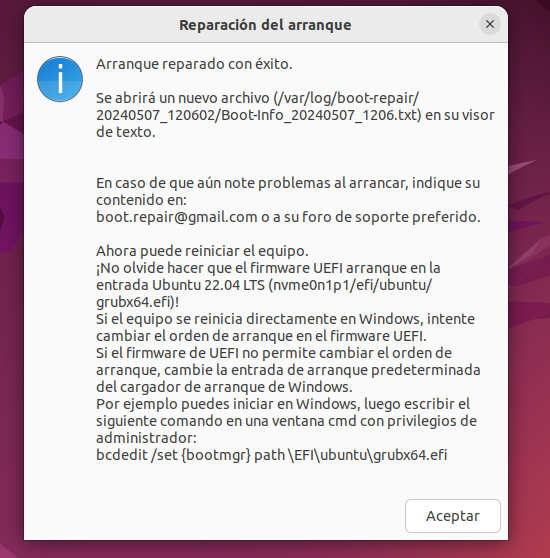 Reparación del arranque
Arranque reparado con éxito.
Se abrirá un nuevo archivo (/var/log/boot-repair/
20240507_120602/Boot-Info_20240507_1206.txt) en su visor
de texto.
En caso de que aún note problemas al arrancar, indique su
contenido en:
boot.repair@gmail.com o a su foro de soporte preferido.
Ahora puede reiniciar el equipo.
¡No olvide hacer que el firmware UEFI arranque en la
entrada Ubuntu 22.04 LTS (nvme0n1p1/efi/ubuntu/
grubx64.efi)!
Si el equipo se reinicia directamente en Windows, intente
cambiar el orden de arranque en el firmware UEFI.
Si el firmware de UEFI no permite cambiar el orden de
arranque, cambie la entrada de arranque predeterminada
del cargador de arranque de Windows.
Por ejemplo puedes iniciar en Windows, luego escribir el
siguiente comando en una ventana cmd con privilegios de
administrador:
bcdedit /set {bootmgr} path \EFI\ubuntu\grubx64.efi
Aceptar